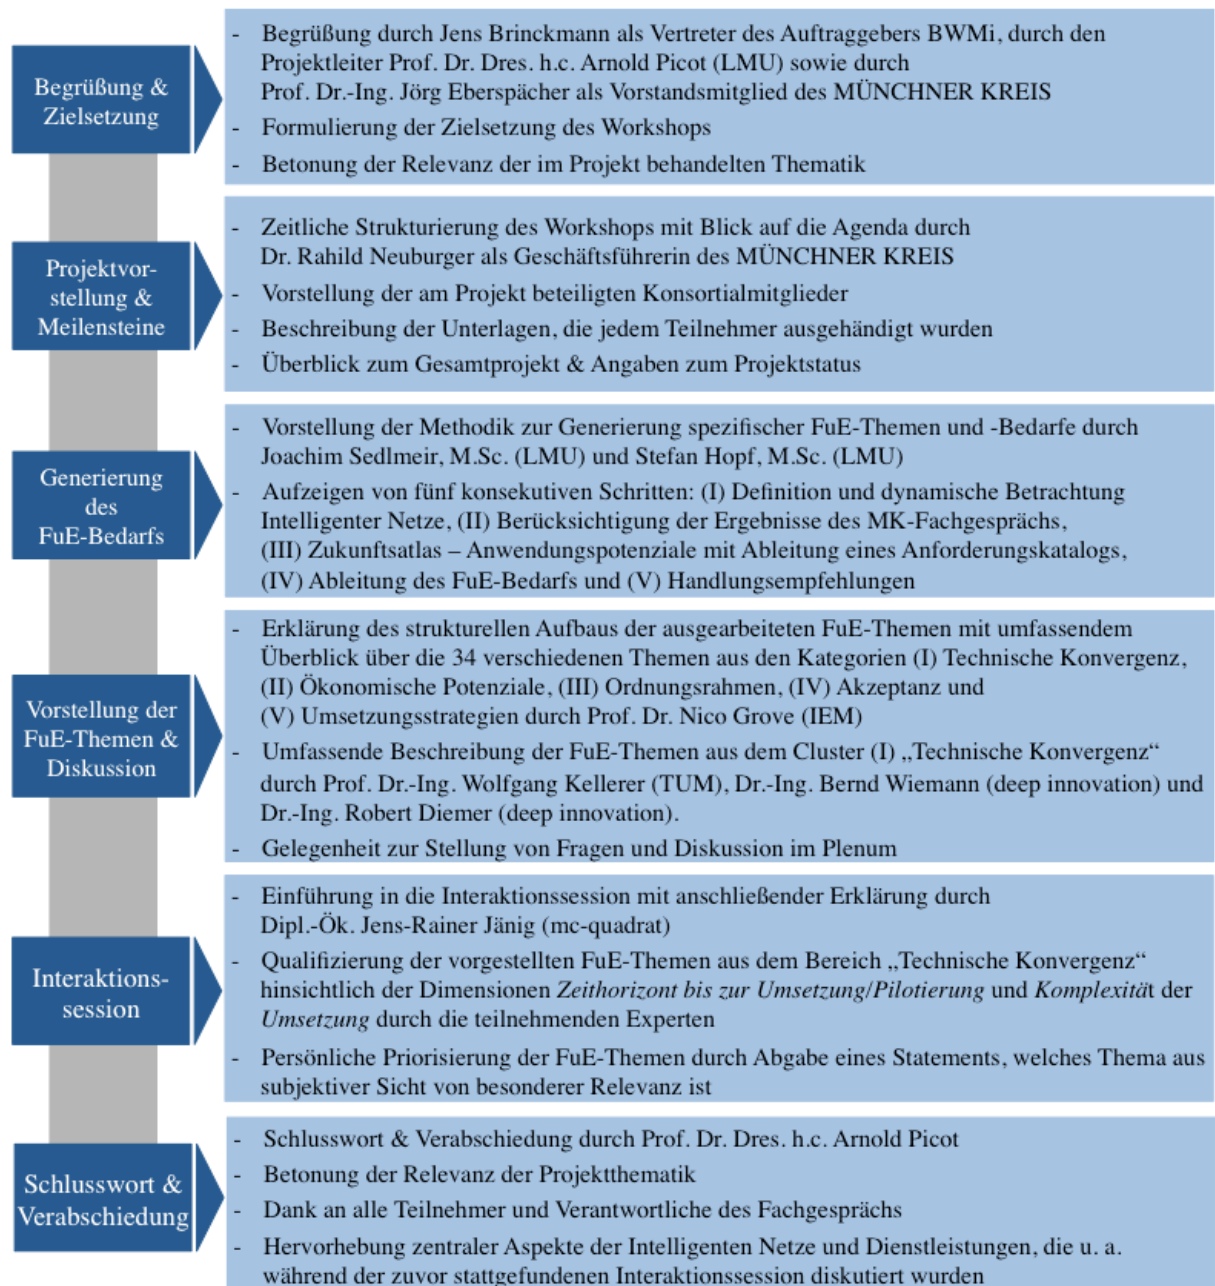 Begrüßung &
Zielsetzung
- Begrüßung durch Jens Brinckmann als Vertreter des Auftraggebers BWMi, durch den
Projektleiter Prof. Dr. Dres. h.c. Arnold Picot (LMU) sowie durch
Prof. Dr.-Ing. Jörg Eberspächer als Vorstandsmitglied des MÜNCHNER KREIS
- Formulierung der Zielsetzung des Workshops
- Betonung der Relevanz der im Projekt behandelten Thematik
Projektvor-
stellung &
Meilensteine
- Zeitliche Strukturierung des Workshops mit Blick auf die Agenda durch
Dr. Rahild Neuburger als Geschäftsführerin des MÜNCHNER KREIS
- Vorstellung der am Projekt beteiligten Konsortialmitglieder
- Beschreibung der Unterlagen, die jedem Teilnehmer ausgehändigt wurden
- Überblick zum Gesamtprojekt & Angaben zum Projektstatus
Generierung
des
FuE-Bedarfs
- Vorstellung der Methodik zur Generierung spezifischer FuE-Themen und -Bedarfe durch
Joachim Sedlmeir, M.Sc. (LMU) und Stefan Hopf, M.Sc. (LMU)
- Aufzeigen von fünf konsekutiven Schritten: (I) Definition und dynamische Betrachtung
Intelligenter Netze, (II) Berücksichtigung der Ergebnisse des MK-Fachgesprächs,
(III) Zukunftsatlas – Anwendungspotenziale mit Ableitung eines Anforderungskatalogs,
(IV) Ableitung des FuE-Bedarfs und (V) Handlungsempfehlungen
Vorstellung der
FuE-Themen &
Diskussion
- Erklärung des strukturellen Aufbaus der ausgearbeiteten FuE-Themen mit umfassendem
Überblick über die 34 verschiedenen Themen aus den Kategorien (I) Technische Konvergenz,
(II) Ökonomische Potenziale, (III) Ordnungsrahmen, (IV) Akzeptanz und
(V) Umsetzungsstrategien durch Prof. Dr. Nico Grove (IEM)
- Umfassende Beschreibung der FuE-Themen aus dem Cluster (I) „Technische Konvergenz“
durch Prof. Dr.-Ing. Wolfgang Kellerer (TUM), Dr.-Ing. Bernd Wiemann (deep innovation) und
Dr.-Ing. Robert Diemer (deep innovation).
- Gelegenheit zur Stellung von Fragen und Diskussion im Plenum
Interaktions-
session
- Einführung in die Interaktionssession mit anschließender Erklärung durch
Dipl.-Ök. Jens-Rainer Jänig (mc-quadrat)
- Qualifizierung der vorgestellten FuE-Themen aus dem Bereich „Technische Konvergenz“
hinsichtlich der Dimensionen Zeithorizont bis zur Umsetzung/Pilotierung und Komplexität der
Umsetzung durch die teilnehmenden Experten
- Persönliche Priorisierung der FuE-Themen durch Abgabe eines Statements, welches Thema aus
subjektiver Sicht von besonderer Relevanz ist
Schlusswort &
Verabschiedung
- Schlusswort & Verabschiedung durch Prof. Dr. Dres. h.c. Arnold Picot
- Betonung der Relevanz der Projektthematik
- Dank an alle Teilnehmer und Verantwortliche des Fachgesprächs
- Hervorhebung zentraler Aspekte der Intelligenten Netze und Dienstleistungen, die u. a.
während der zuvor stattgefundenen Interaktionssession diskutiert wurden